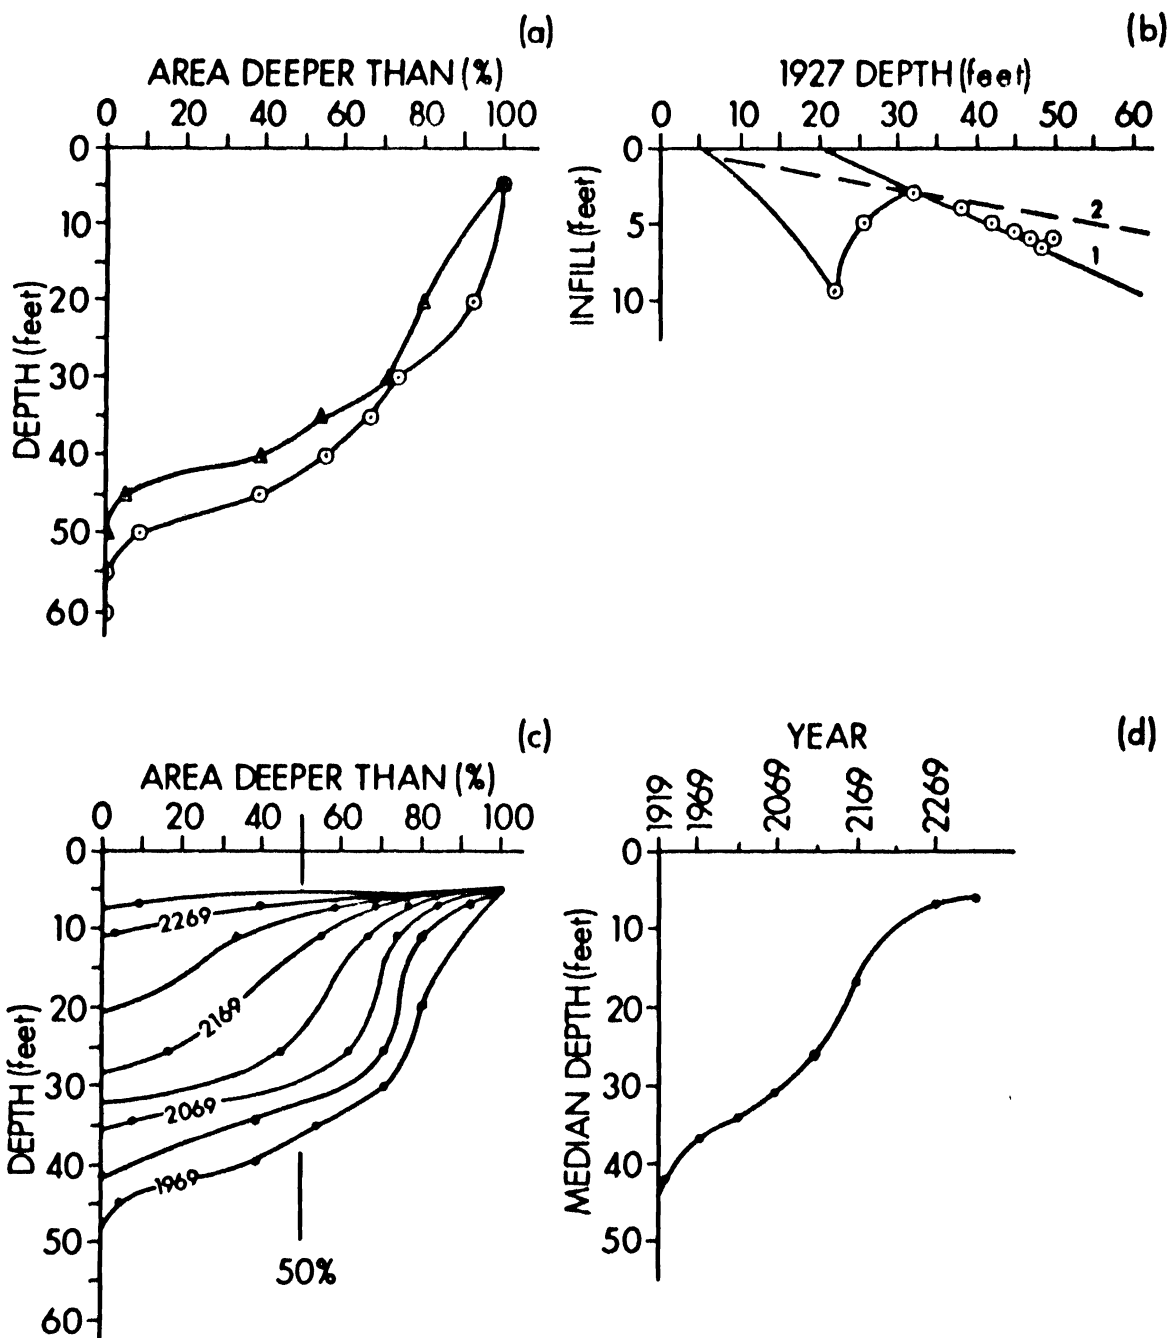 (a)
AREA DEEPER THAN (%)
0 20 40 60 80 100
0
10
20
30
40
50
60
DEPTH (feet)
(b)
1927 DEPTH (feet)
0 10 20 30 40 50 60
0
5
10
INFILL (feet)
2
1
(c)
AREA DEEPER THAN (%)
0 20 40 60 80 100
0
10
20
30
40
50
60
DEPTH (feet)
2269
2169
2069
1969
50%
(d)
YEAR
1919 1969 2069 2169 2269
0
10
20
30
40
50
MEDIAN DEPTH (feet)